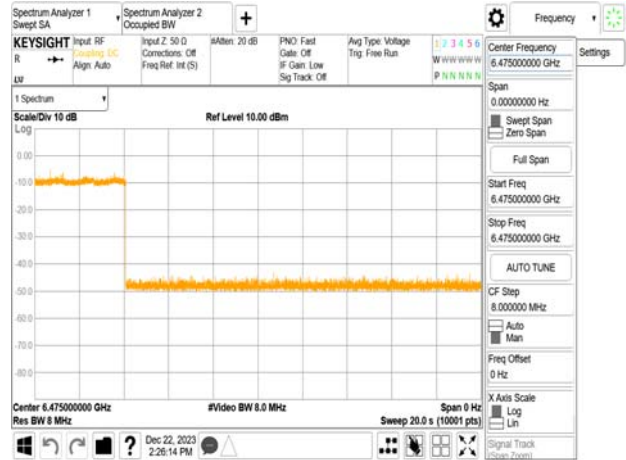 Spectrum Analyzer 1
Swept SA
Spectrum Analyzer 2
Occupied BW
+
Frequency
KEYSIGHT
R
Input: RF
Coupling: DC
Align: Auto
Input Z: 50 Ω
Corrections: Off
Freq Ref: Int (S)
#Atten: 20 dB
PNO: Fast
Gate: Off
IF Gain: Low
Sig Track: Off
Avg Type: Voltage
Trig: Free Run
1 2 3 4 5 6
W W W W W W
P N N N N N
1 Spectrum
Scale/Div 10 dB
Ref Level 10.00 dBm
Log
0.00
-10.0
-20.0
-30.0
-40.0
-50.0
-60.0
-70.0
-80.0
Center 6.475000000 GHz
Res BW 8 MHz
#Video BW 8.0 MHz
Span 0 Hz
Sweep 20.0 s (10001 pts)
?
Dec 22, 2023
2:26:14 PM
Center Frequency
6.475000000 GHz
Settings
Span
0.00000000 Hz
Swept Span
Zero Span
Full Span
Start Freq
6.475000000 GHz
Stop Freq
6.475000000 GHz
AUTO TUNE
CF Step
8.000000 MHz
Auto
Man
Freq Offset
0 Hz
X Axis Scale
Log
Lin
Signal Track
(Span Zoom)